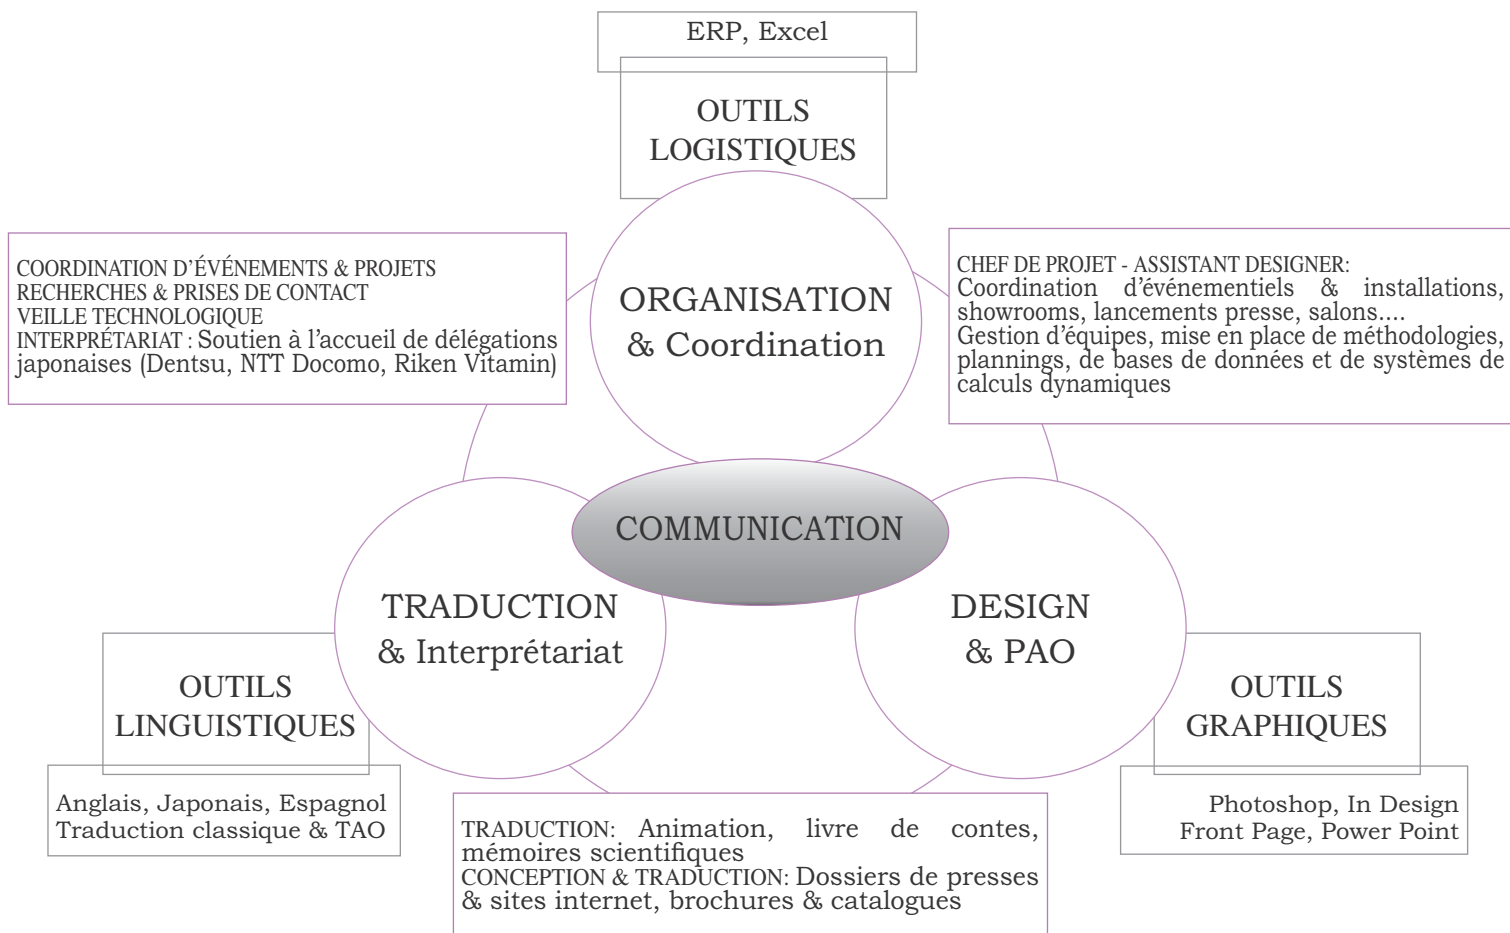 ERP, Excel
OUTILS
LOGISTIQUES
COORDINATION D’ÉVÉNEMENTS & PROJETS
RECHERCHES & PRISES DE CONTACT
VEILLE TECHNOLOGIQUE
INTERPRÉTARIAT : Soutien à l’accueil de délégations
japonaises (Dentsu, NTT Docomo, Riken Vitamin)
ORGANISATION
& Coordination
CHEF DE PROJET - ASSISTANT DESIGNER:
Coordination d’événementiels & installations,
showrooms, lancements presse, salons....
Gestion d’équipes, mise en place de méthodologies,
plannings, de bases de données et de systèmes de
calculs dynamiques
COMMUNICATION
TRADUCTION
& Interprétariat
DESIGN
& PAO
OUTILS
LINGUISTIQUES
OUTILS
GRAPHIQUES
Anglais, Japonais, Espagnol
Traduction classique & TAO
TRADUCTION: Animation, livre de contes,
mémoires scientifiques
CONCEPTION & TRADUCTION: Dossiers de presses
& sites internet, brochures & catalogues
Photoshop, In Design
Front Page, Power Point